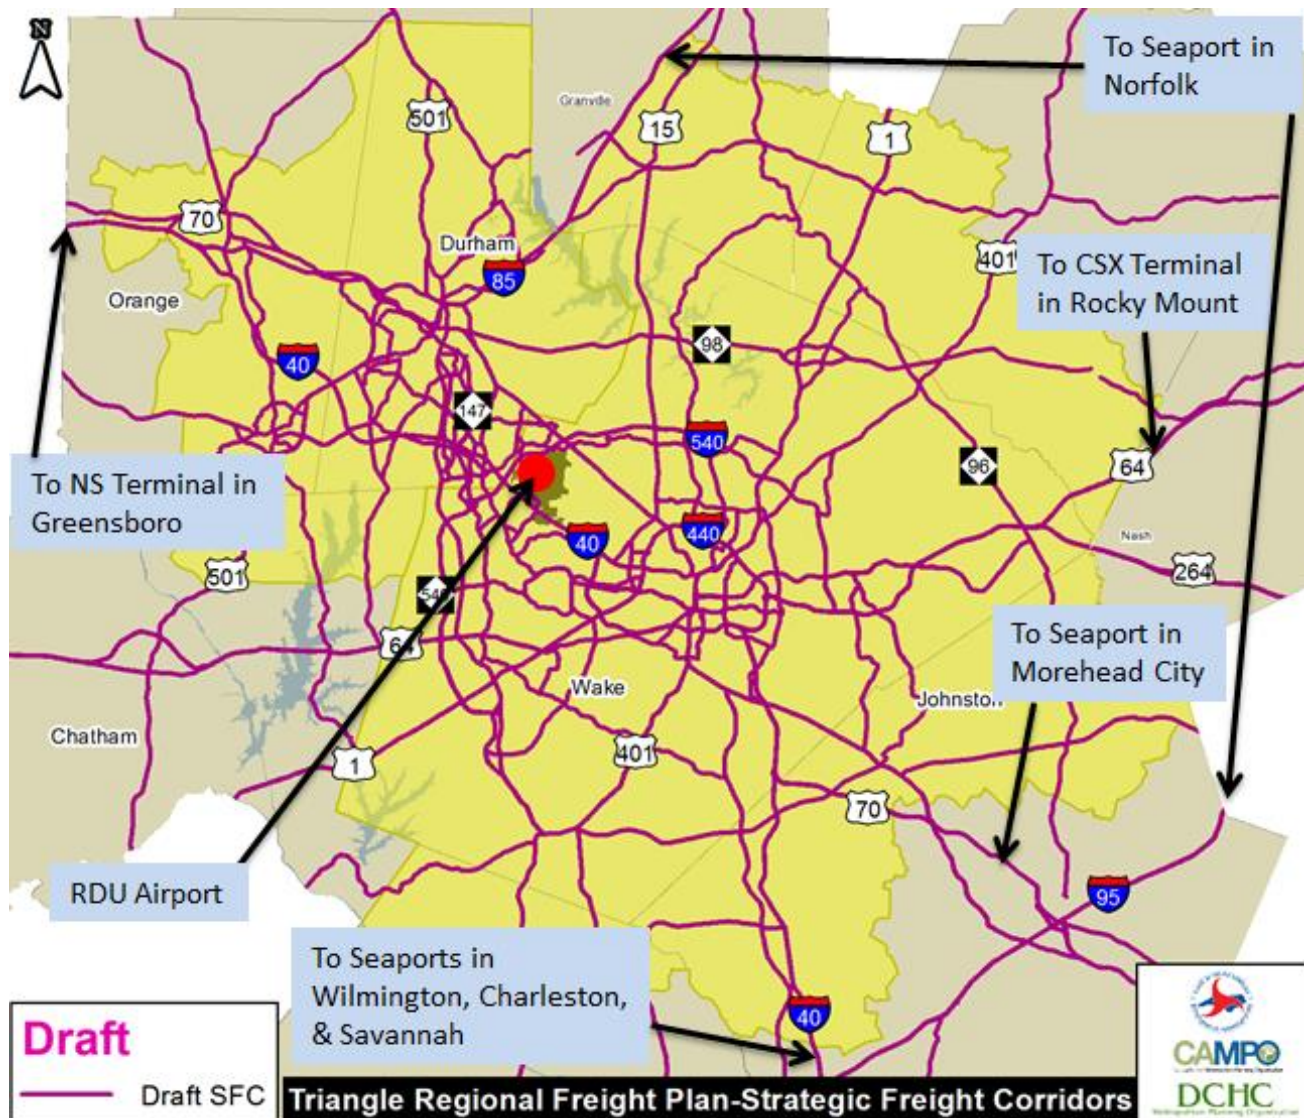 N
To Seaport in
Norfolk
Granville
501
15
1
70
Durham
401
To CSX Terminal
in Rocky Mount
85
Orange
40
98
147
540
96
64
To NS Terminal in
Greensboro
40
440
Nash
501
264
540
To Seaport in
Morehead City
64
Wake
Johnston
Chatham
401
1
70
RDU Airport
95
To Seaports in
Wilmington, Charleston,
& Savannah
40
Draft
Draft SFC
Triangle Regional Freight Plan-Strategic Freight Corridors
CAMPO
DCHC